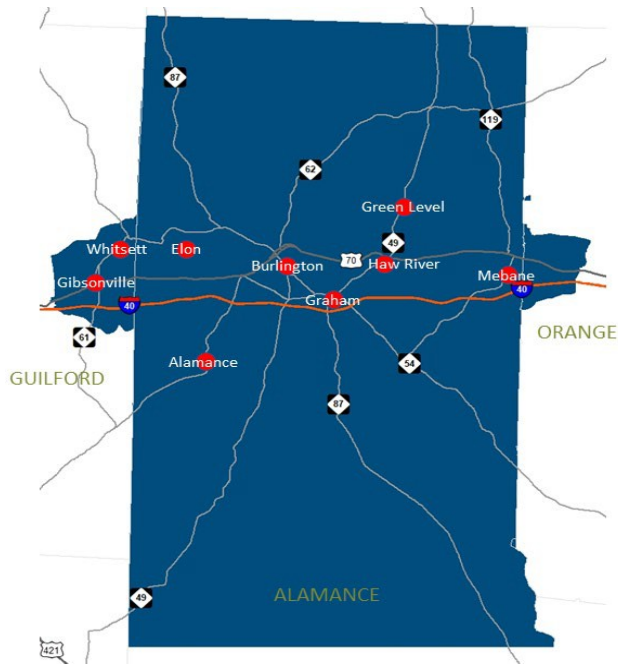 87
119
62
Green Level
49
Whitsett
Elon
70
Burlington
Haw River
Gibsonville
Mebane
40
Graham
40
61
ORANGE
Alamance
54
GUILFORD
87
ALAMANCE
49
421